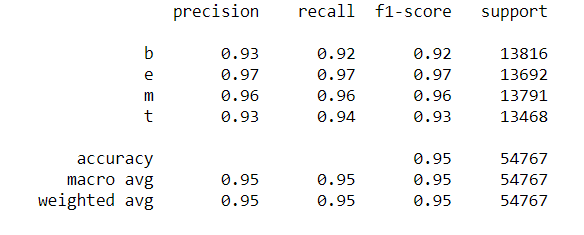 precision recall f1-score support
b 0.93 0.92 0.92 13816
e 0.97 0.97 0.97 13692
m 0.96 0.96 0.96 13791
t 0.93 0.94 0.93 13468
accuracy 0.95 54767
macro avg 0.95 0.95 0.95 54767
weighted avg 0.95 0.95 0.95 54767